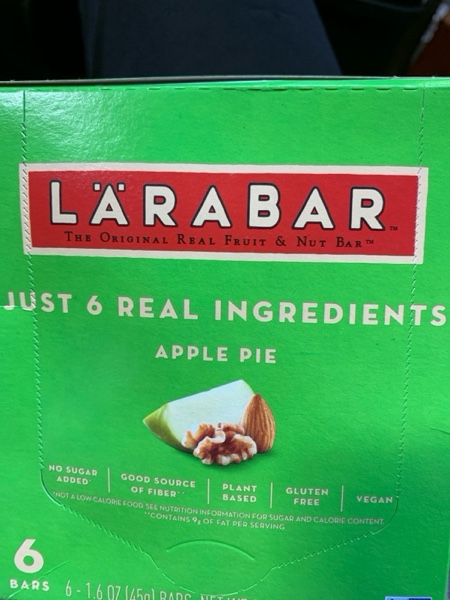 LÄRABAR™
THE ORIGINAL REAL FRUIT & NUT BAR™
JUST 6 REAL INGREDIENTS
APPLE PIE
NO SUGAR ADDED*
GOOD SOURCE OF FIBER**
PLANT BASED
GLUTEN FREE
VEGAN
*NOT A LOW CALORIE FOOD. SEE NUTRITION INFORMATION FOR SUGAR AND CALORIE CONTENT.
**CONTAINS 9g OF FAT PER SERVING
6
BARS
6 - 1.6 OZ (45g) BARS